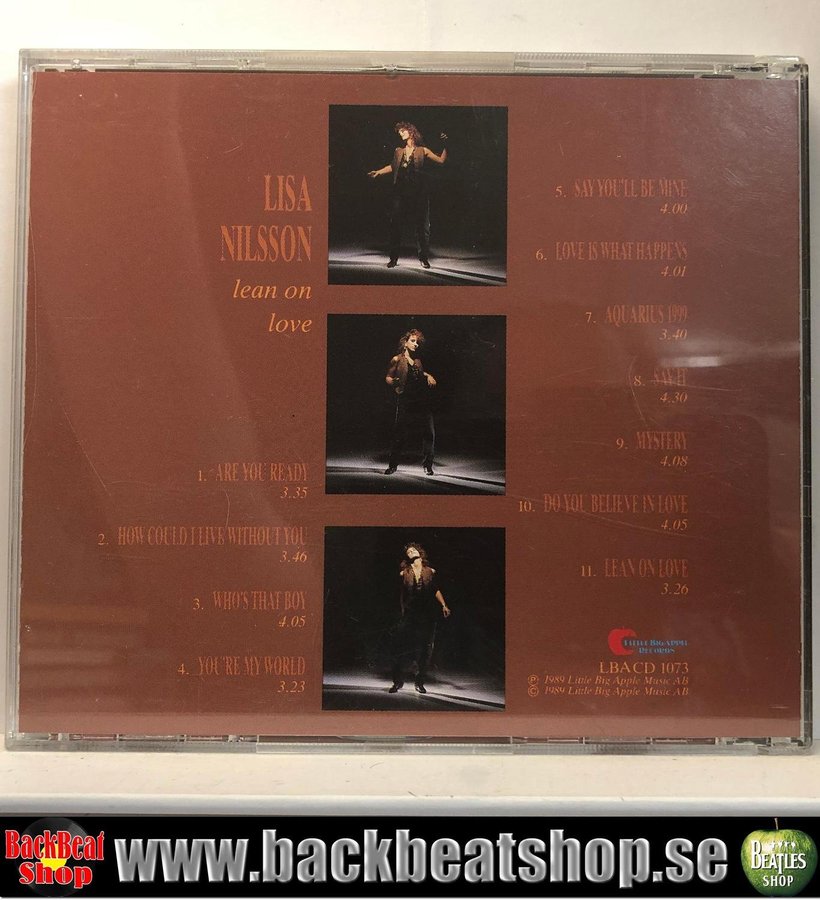 LISA
NILSSON
lean on
love
1. ARE YOU READY
3.35
2. HOW COULD I LIVE WITHOUT YOU
3.46
3. WHO'S THAT BOY
4.05
4. YOU'RE MY WORLD
3.23
5. SAY YOU'LL BE MINE
4.00
6. LOVE IS WHAT HAPPENS
4.01
7. AQUARIUS 1999
3.40
8. SAY IT
4.30
9. MYSTERY
4.08
10. DO YOU BELIEVE IN LOVE
4.05
11. LEAN ON LOVE
3.26
LITTLE BIG APPLE
RECORDS
LBACD 1073
Ⓟ 1989 Little Big Apple Music AB
© 1989 Little Big Apple Music AB
BackBeat
Shop
www.backbeatshop.se
BEATLES
SHOP